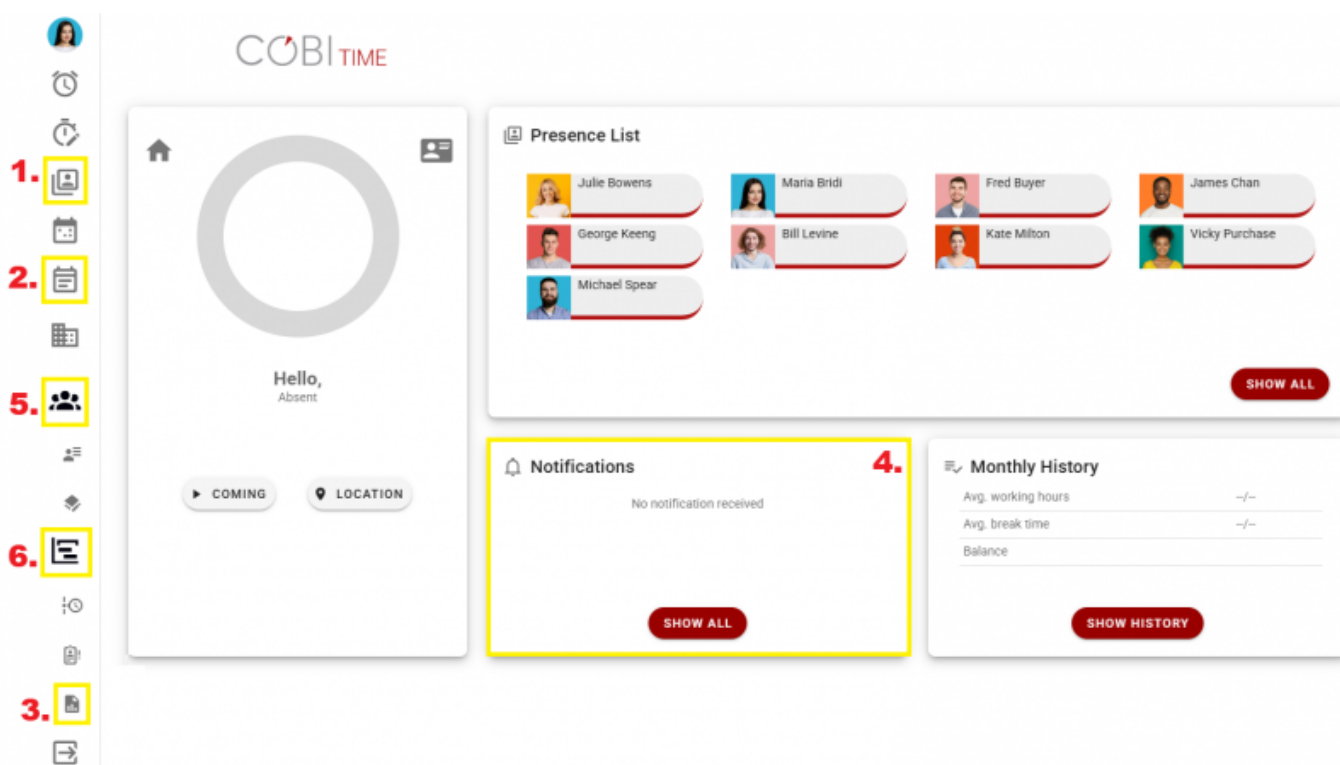 COBI TIME
1.
2.
5.
6.
3.
Hello,
Absent
COMING
LOCATION
Presence List
Julie Bowens
Maria Bridi
Fred Buyer
James Chan
George Keeng
Bill Levine
Kate Milton
Vicky Purchase
Michael Spear
SHOW ALL
Notifications
4.
No notification received
SHOW ALL
Monthly History
Avg. working hours --/--
Avg. break time --/--
Balance
SHOW HISTORY